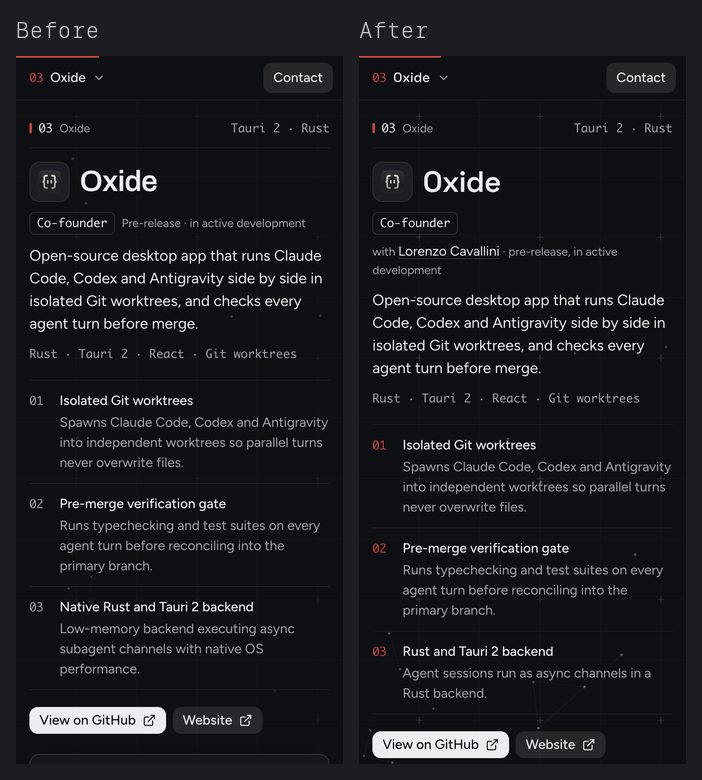 Before
03 Oxide
Contact
03 Oxide
Tauri 2 · Rust
Oxide
Co-founder
Pre-release · in active development
Open-source desktop app that runs Claude
Code, Codex and Antigravity side by side in
isolated Git worktrees, and checks every
agent turn before merge.
Rust · Tauri 2 · React · Git worktrees
01 Isolated Git worktrees
Spawns Claude Code, Codex and Antigravity
into independent worktrees so parallel turns
never overwrite files.
02 Pre-merge verification gate
Runs typechecking and test suites on every
agent turn before reconciling into the
primary branch.
03 Native Rust and Tauri 2 backend
Low-memory backend executing async
subagent channels with native OS
performance.
View on GitHub
Website
After
03 0xide
Contact
03 Oxide
Tauri 2 · Rust
0xide
Co-founder
with Lorenzo Cavallini · pre-release, in active
development
Open-source desktop app that runs Claude
Code, Codex and Antigravity side by side in
isolated Git worktrees, and checks every
agent turn before merge.
Rust · Tauri 2 · React · Git worktrees
01 Isolated Git worktrees
Spawns Claude Code, Codex and Antigravity
into independent worktrees so parallel turns
never overwrite files.
02 Pre-merge verification gate
Runs typechecking and test suites on every
agent turn before reconciling into the
primary branch.
03 Rust and Tauri 2 backend
Agent sessions run as async channels in a
Rust backend.
View on GitHub
Website